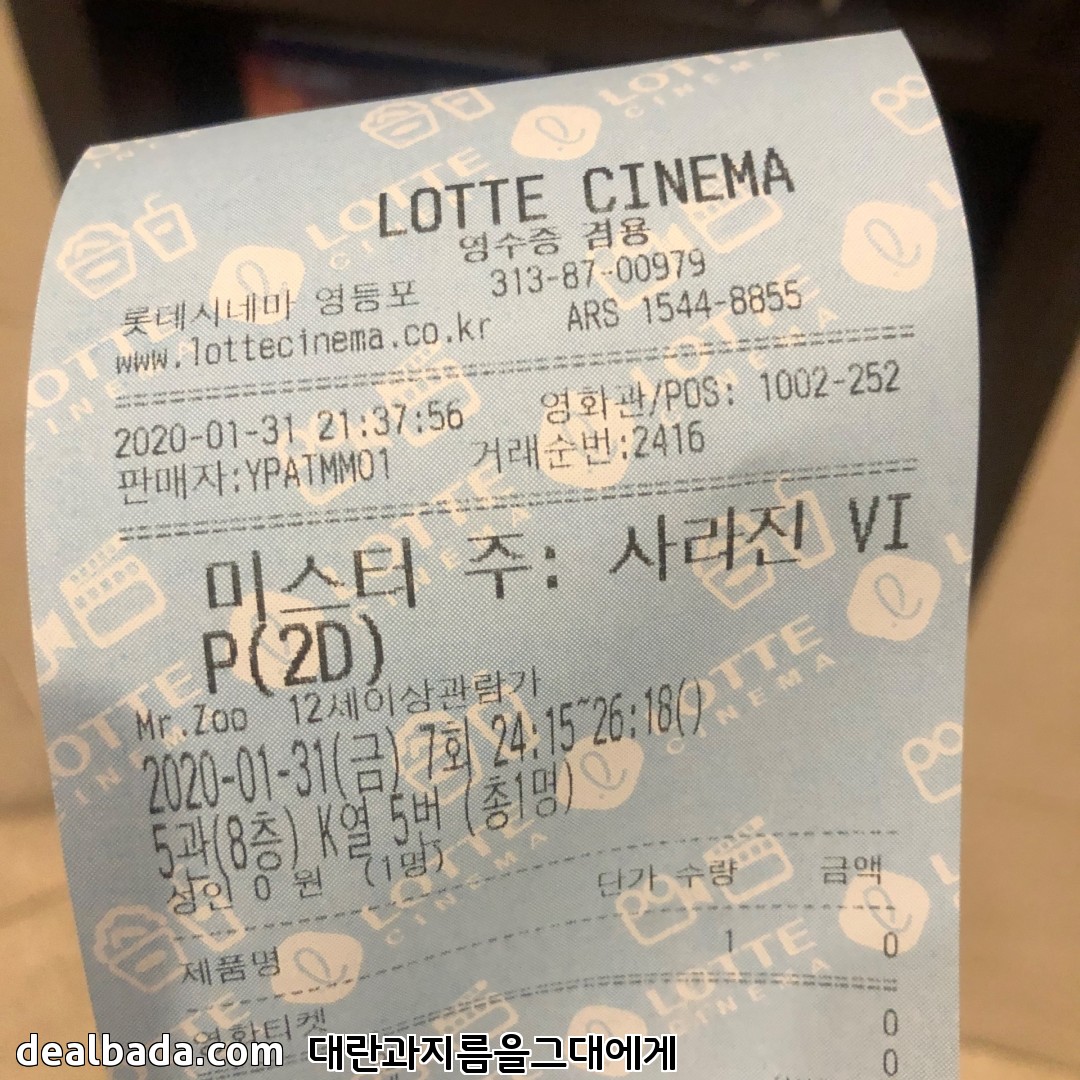 LOTTE CINEMA
영수증 겸용
롯데시네마 영등포 313-87-00979
www.lottecinema.co.kr ARS 1544-8855
2020-01-31 21:37:56 영화관/POS: 1002-252
판매자:YPATMM01 거래순번:2416
미스터 주: 사라진 VI
P(2D)
Mr.Zoo 12세이상관람가
2020-01-31(금) 7회 24:15~26:18()
5관(8층) K열 5번 (총1명)
성인 0 원 (1명)
단가 수량 금액
제품명
1 0
영화티켓
0
0
dealbada.com 대란과지름을그대에게